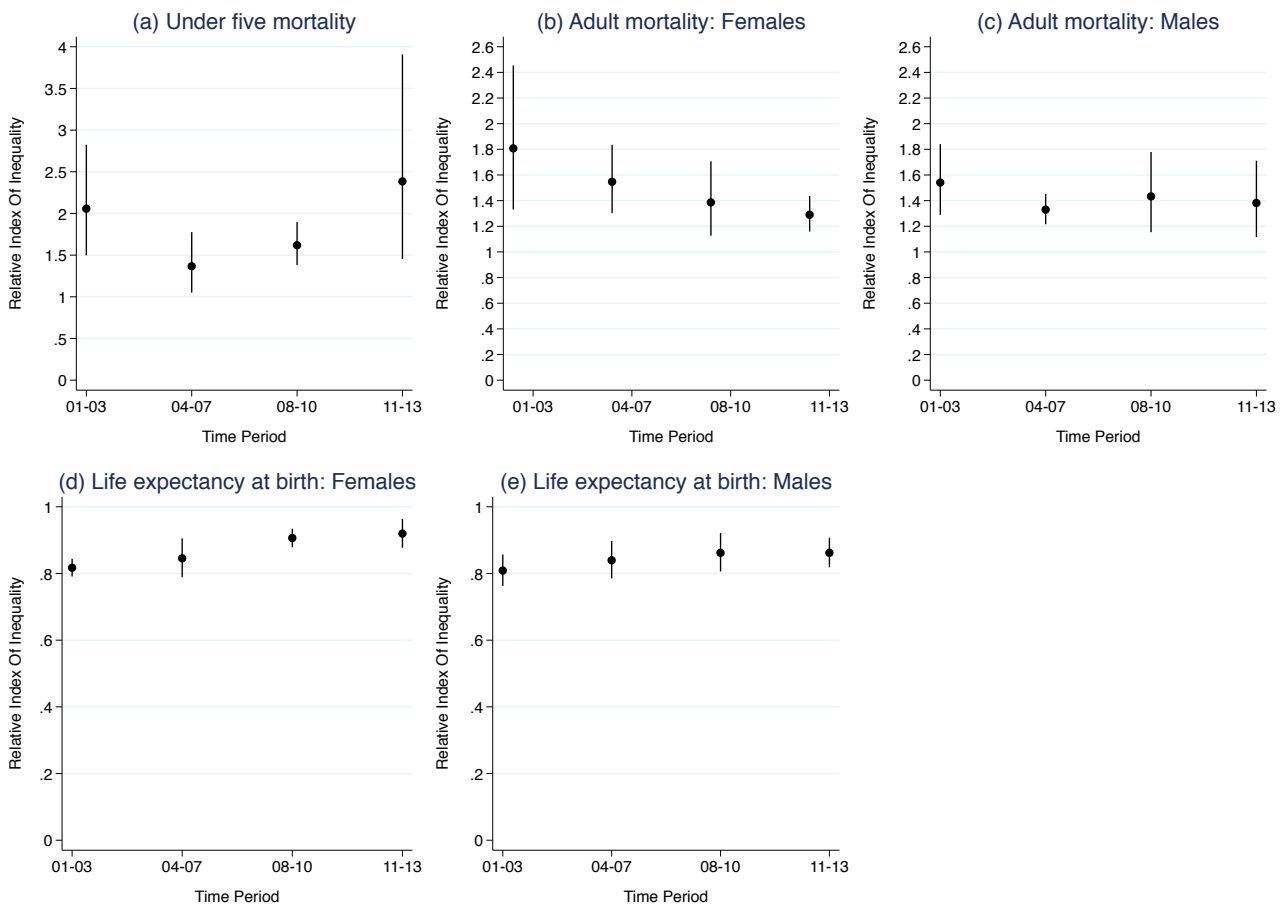 (a) Under five mortality
Relative Index Of Inequality
4
3.5
3
2.5
2
1.5
1
.5
0
01-03 04-07 08-10 11-13
Time Period
(b) Adult mortality: Females
Relative Index Of Inequality
2.6
2.4
2.2
2
1.8
1.6
1.4
1.2
1
.8
.6
.4
.2
0
01-03 04-07 08-10 11-13
Time Period
(c) Adult mortality: Males
Relative Index Of Inequality
2.6
2.4
2.2
2
1.8
1.6
1.4
1.2
1
.8
.6
.4
.2
0
01-03 04-07 08-10 11-13
Time Period
(d) Life expectancy at birth: Females
Relative Index Of Inequality
1
.8
.6
.4
.2
0
01-03 04-07 08-10 11-13
Time Period
(e) Life expectancy at birth: Males
Relative Index Of Inequality
1
.8
.6
.4
.2
0
01-03 04-07 08-10 11-13
Time Period